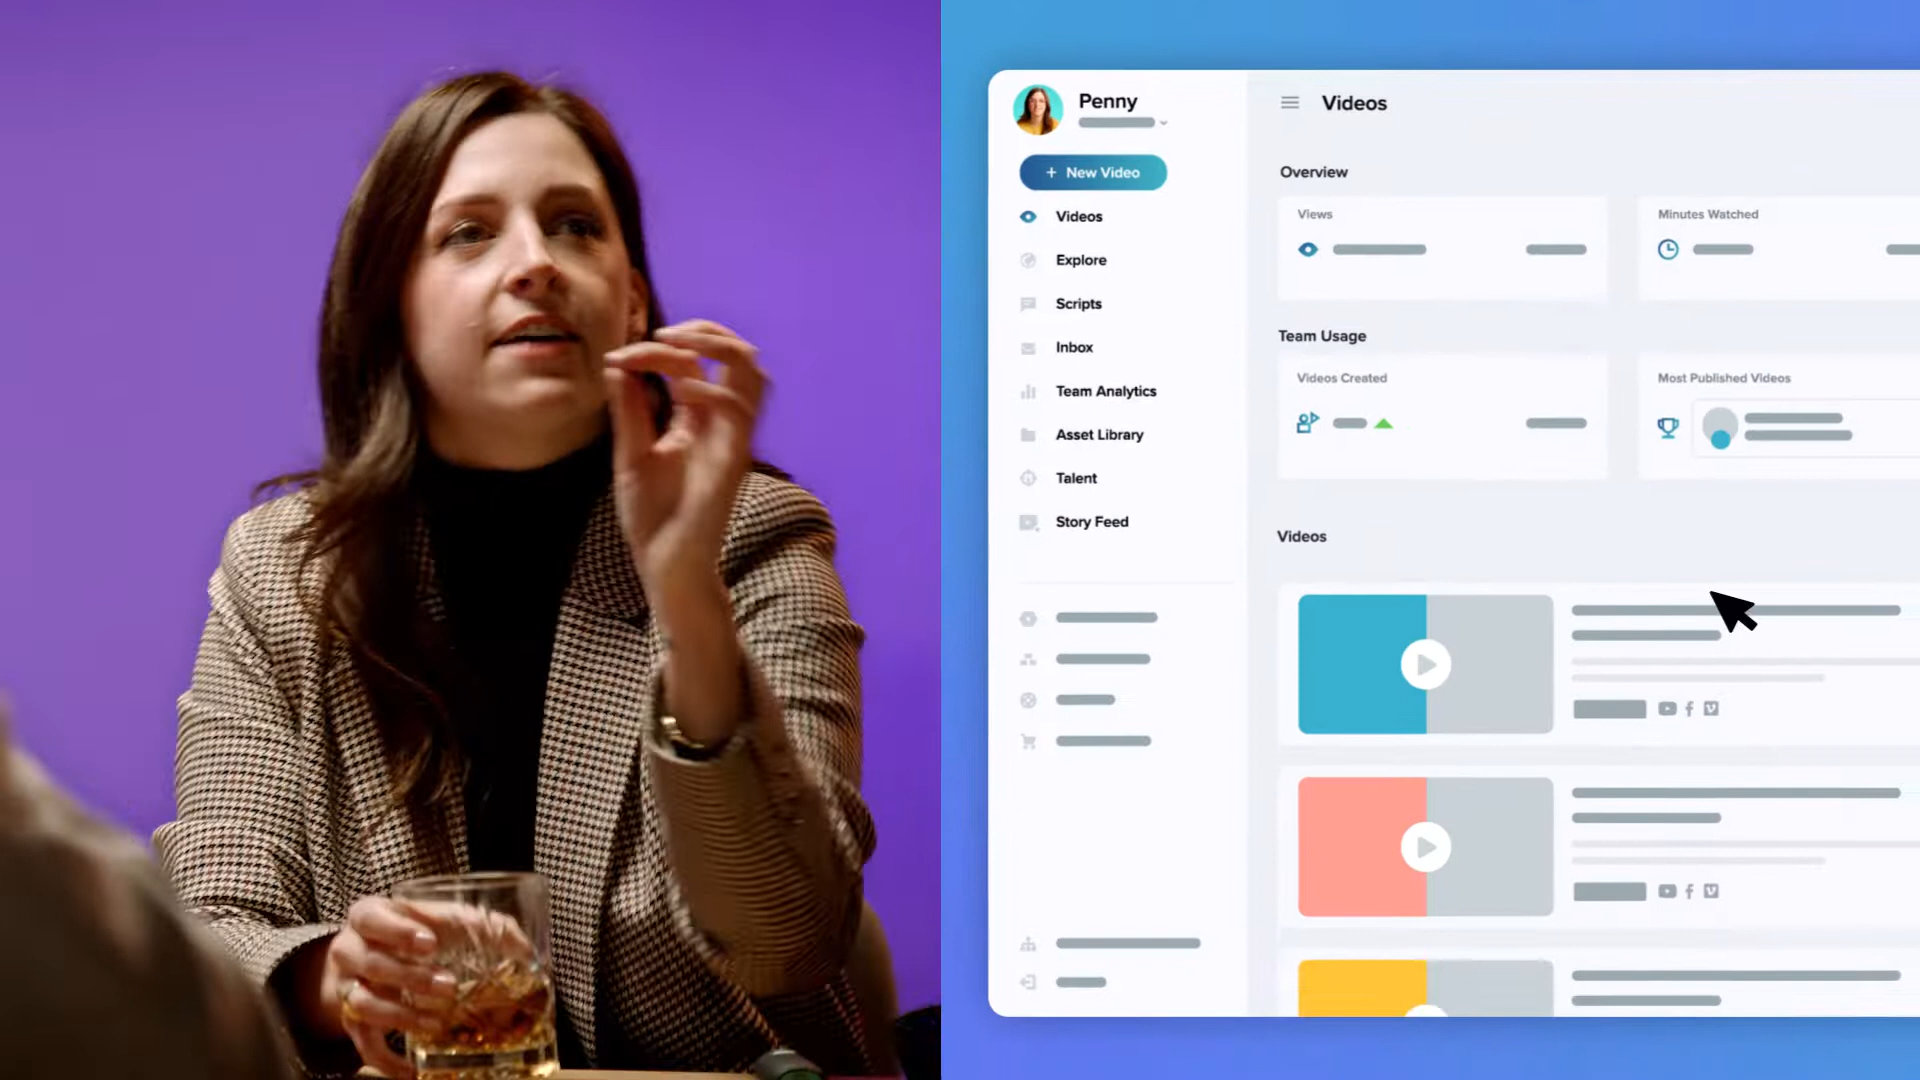 Penny
+ New Video
Videos
Explore
Scripts
Inbox
Team Analytics
Asset Library
Talent
Story Feed
Videos
Overview
Views
Minutes Watched
Team Usage
Videos Created
Most Published Videos
Videos